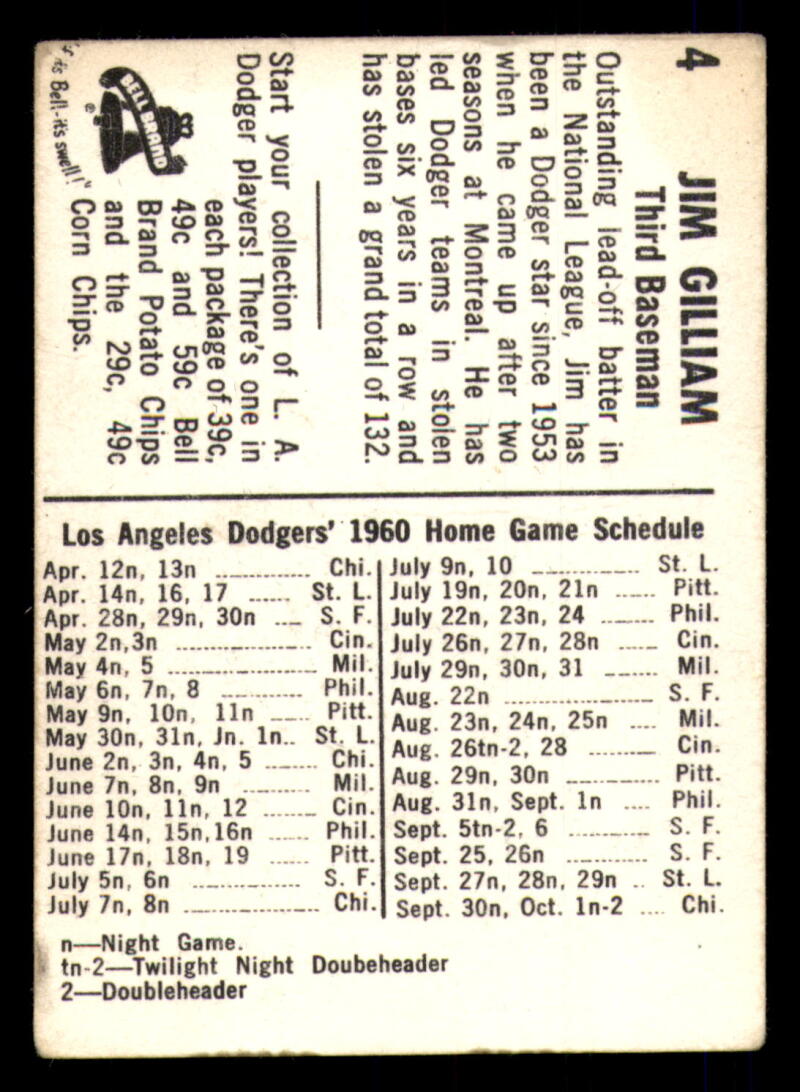 4 JIM GILLIAM
Third Baseman
Outstanding lead-off batter in
the National League, Jim has
been a Dodger star since 1953
when he came up after two
seasons at Montreal. He has
led Dodger teams in stolen
bases six years in a row and
has stolen a grand total of 132.
Start your collection of L. A.
Dodger players! There's one in
each package of 39c,
49c and 59c Bell
Brand Potato Chips
and the 29c, 49c
Corn Chips.
BELL BRAND
®
is Bell-it's swell!"
Los Angeles Dodgers' 1960 Home Game Schedule
Apr. 12n, 13n ............ Chi.
Apr. 14n, 16, 17 ...... St. L.
Apr. 28n, 29n, 30n .... S. F.
May 2n,3n .................. Cin.
May 4n, 5 ................... Mil.
May 6n, 7n, 8 ........... Phil.
May 9n, 10n, 11n ..... Pitt.
May 30n, 31n, Jn. 1n.. St. L.
June 2n, 3n, 4n, 5 ....... Chi.
June 7n, 8n, 9n ........... Mil.
June 10n, 11n, 12 ....... Cin.
June 14n, 15n,16n ..... Phil.
June 17n, 18n, 19 ...... Pitt.
July 5n, 6n .............. S. F.
July 7n, 8n ................. Chi.
July 9n, 10 .............. St. L.
July 19n, 20n, 21n ...... Pitt.
July 22n, 23n, 24 ....... Phil.
July 26n, 27n, 28n ..... Cin.
July 29n, 30n, 31 ....... Mil.
Aug. 22n ................... S. F.
Aug. 23n, 24n, 25n .... Mil.
Aug. 26tn-2, 28 ......... Cin.
Aug. 29n, 30n ............ Pitt.
Aug. 31n, Sept. 1n .... Phil.
Sept. 5tn-2, 6 ........... S. F.
Sept. 25, 26n ........... S. F.
Sept. 27n, 28n, 29n .. St. L.
Sept. 30n, Oct. 1n-2 .... Chi.
n—Night Game.
tn-2—Twilight Night Doubeheader
2—Doubleheader